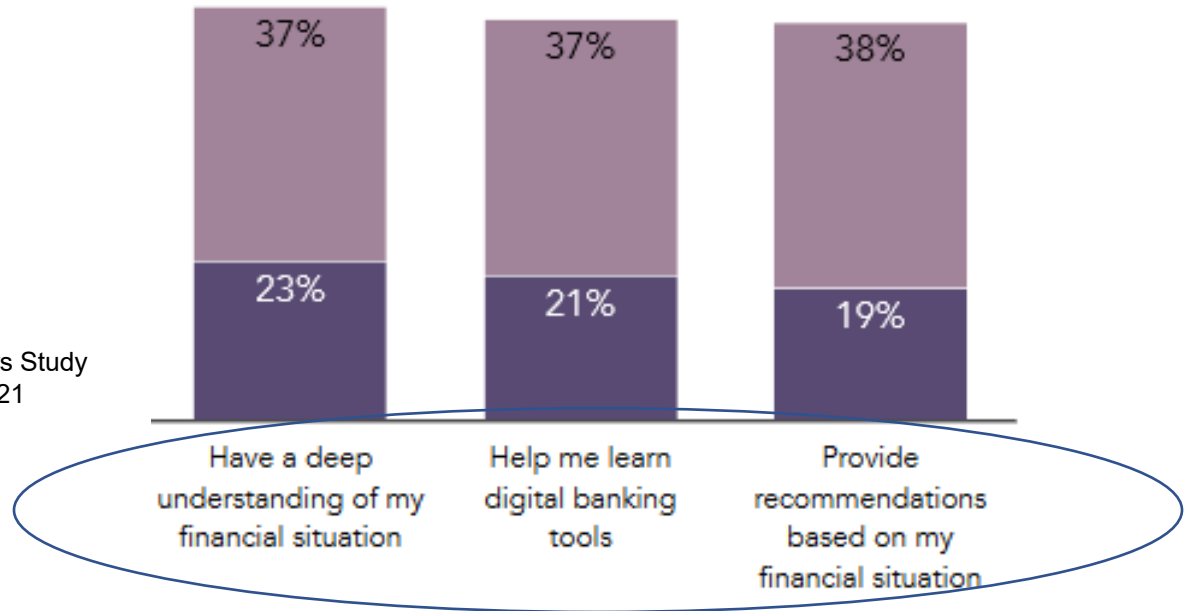 37%
37%
38%
23%
21%
19%
Study
21
Have a deep
understanding of my
financial situation
Help me learn
digital banking
tools
Provide
recommendations
based on my
financial situation